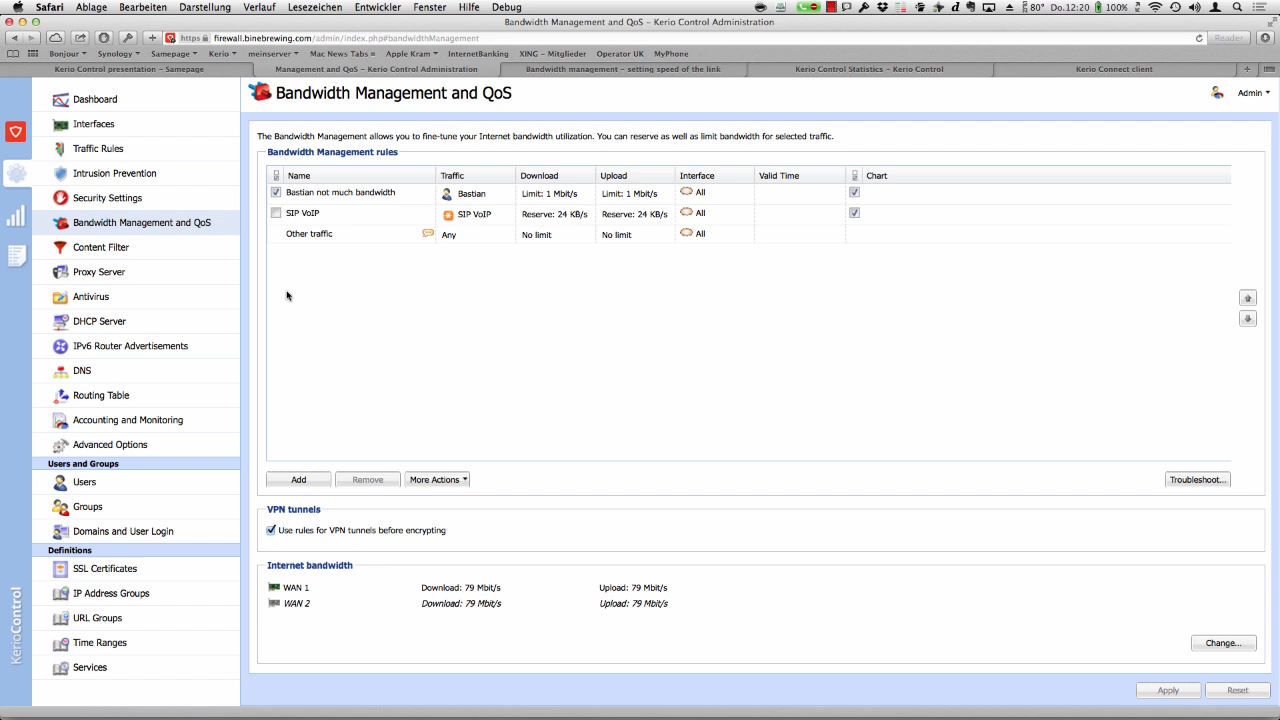 Safari Ablage Bearbeiten Darstellung Verlauf Lesezeichen Entwickler Fenster Hilfe Debug 80° Do.12:20 100%
Bandwidth Management and QoS - Kerio Control Administration
https firewall.binebrewing.com/admin/index.php#bandwidthManagement Reader
Bonjour Synology Samepage Kerio meinserver Mac News Tabs Apple Kram InternetBanking XING - Mitglieder Operator UK MyPhone
Kerio Control presentation - Samepage Management and QoS - Kerio Control Administration Bandwidth management - setting speed of the link Kerio Control Statistics - Kerio Control Kerio Connect client
Bandwidth Management and QoS Admin
Dashboard
Interfaces
Traffic Rules
Intrusion Prevention
Security Settings
Bandwidth Management and QoS
Content Filter
Proxy Server
Antivirus
DHCP Server
IPv6 Router Advertisements
DNS
Routing Table
Accounting and Monitoring
Advanced Options
Users and Groups
Users
Groups
Domains and User Login
Definitions
SSL Certificates
IP Address Groups
URL Groups
Time Ranges
Services
KerioControl
The Bandwidth Management allows you to fine-tune your Internet bandwidth utilization. You can reserve as well as limit bandwidth for selected traffic.
Bandwidth Management rules
Name Traffic Download Upload Interface Valid Time Chart
Bastian not much bandwidth Bastian Limit: 1 Mbit/s Limit: 1 Mbit/s All
SIP VoIP SIP VoIP Reserve: 24 KB/s Reserve: 24 KB/s All
Other traffic Any No limit No limit All
Add Remove More Actions Troubleshoot...
VPN tunnels
Use rules for VPN tunnels before encrypting
Internet bandwidth
WAN 1 Download: 79 Mbit/s Upload: 79 Mbit/s
WAN 2 Download: 79 Mbit/s Upload: 79 Mbit/s
Change...
Apply Reset